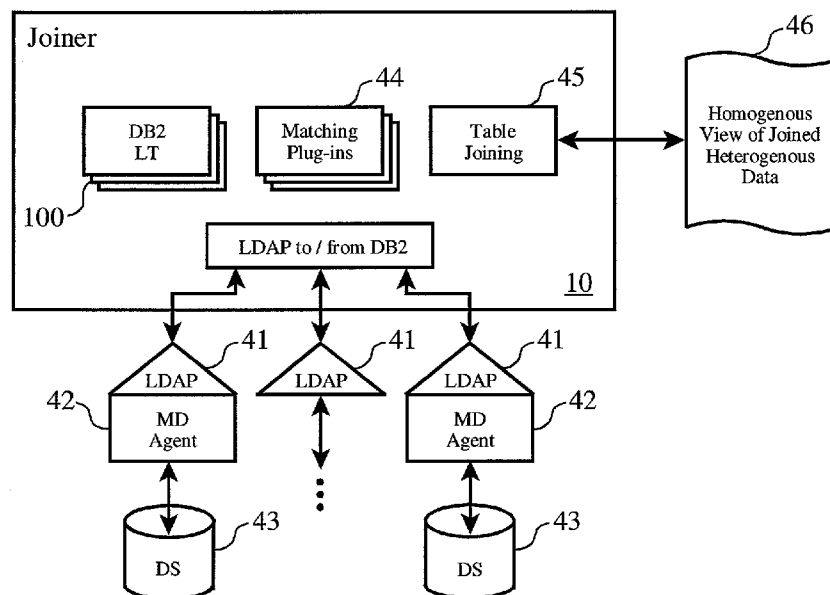 Joiner
44
45
46
DB2
LT
Matching
Plug-ins
Table
Joining
Homogenous
View of Joined
Heterogenous
Data
100
LDAP to / from DB2
10
41
41
41
LDAP
LDAP
LDAP
42
MD
Agent
MD
Agent
42
43
43
DS
DS